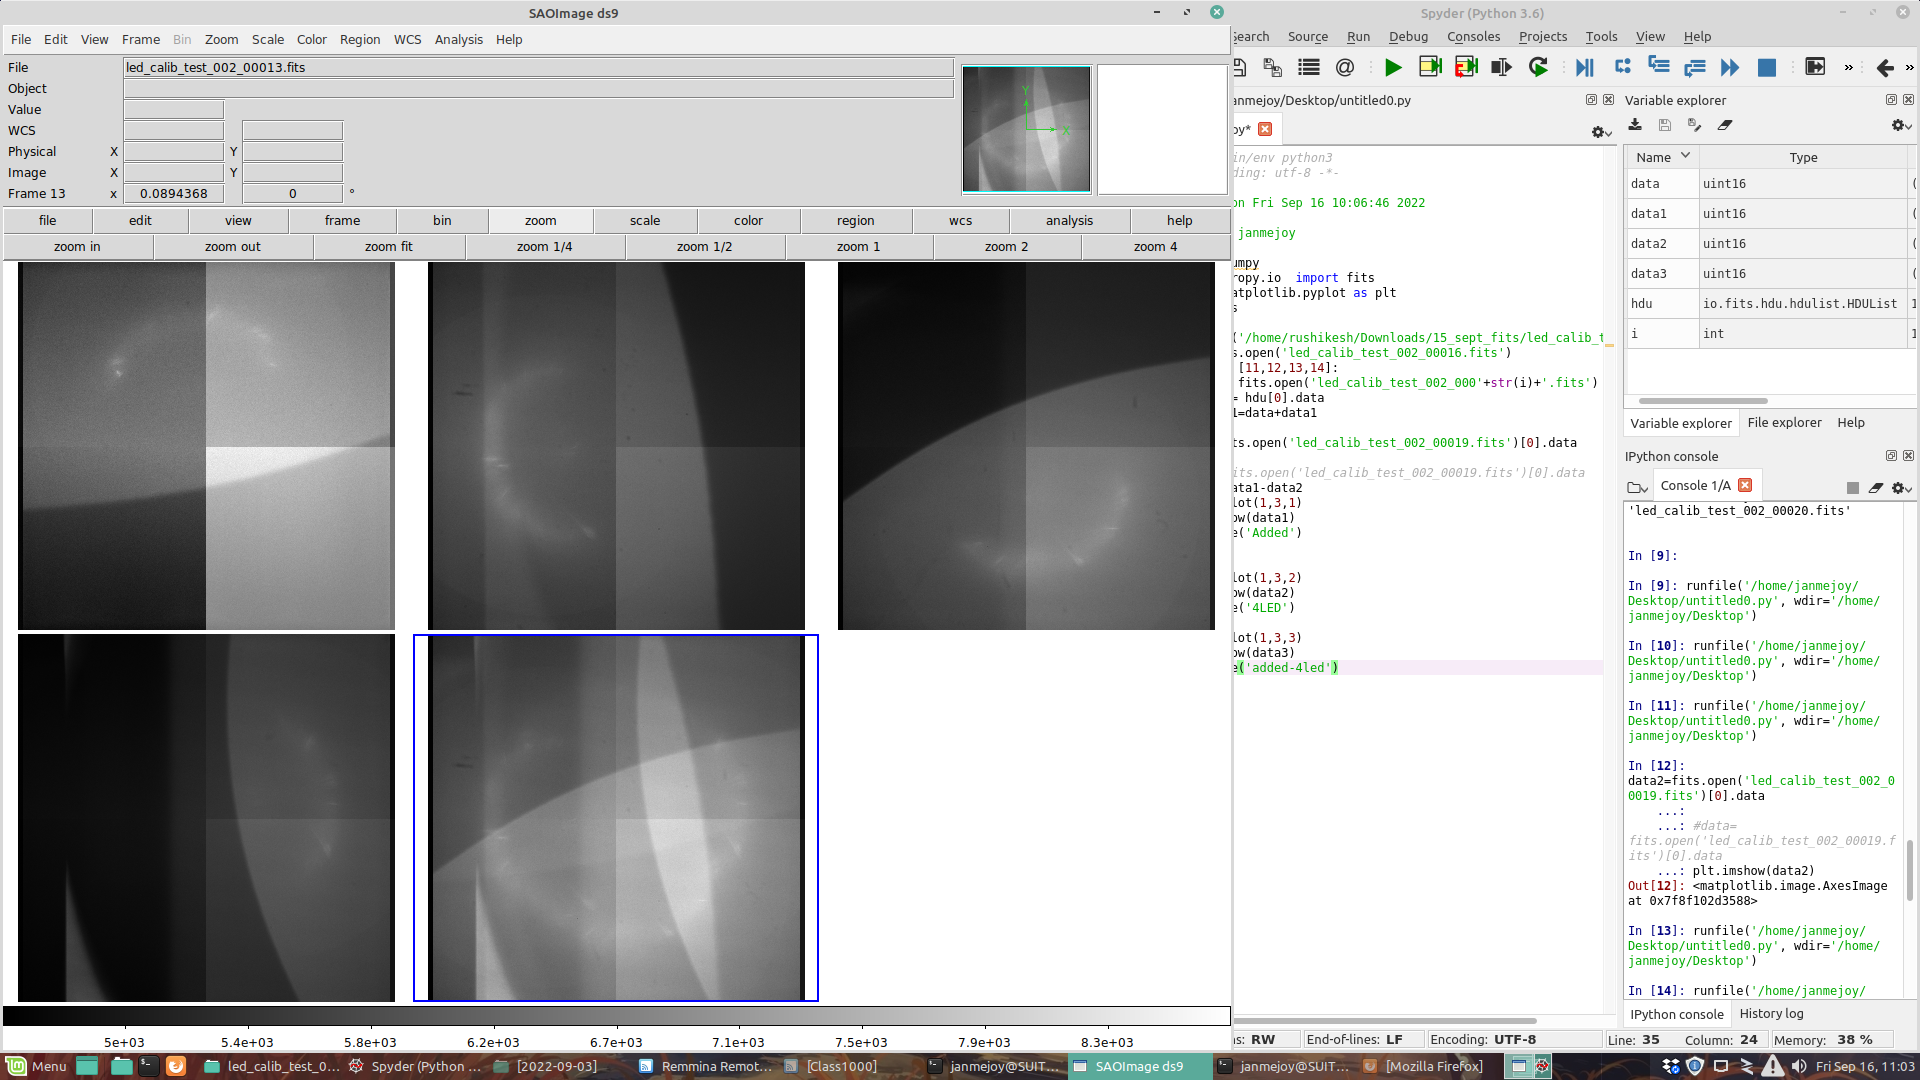 SAOImage ds9
File Edit View Frame Bin Zoom Scale Color Region WCS Analysis Help
File led_calib_test_002_00013.fits
Object
Value
WCS
Physical X Y
Image X Y
Frame 13 x 0.0894368 0 °
Y
X
file edit view frame bin zoom scale color region wcs analysis help
zoom in zoom out zoom fit zoom 1/4 zoom 1/2 zoom 1 zoom 2 zoom 4
5e+03 5.4e+03 5.8e+03 6.2e+03 6.7e+03 7.1e+03 7.5e+03 7.9e+03 8.3e+03
Spyder (Python 3.6)
Search Source Run Debug Consoles Projects Tools View Help
anmejoy/Desktop/untitled0.py
py*
in/env python3
ding: utf-8 -*-
on Fri Sep 16 10:06:46 2022
janmejoy
umpy
ropy.io import fits
atplotlib.pyplot as plt
s
('/home/rushikesh/Downloads/15_sept_fits/led_calib_t
s.open('led_calib_test_002_00016.fits')
[11,12,13,14]:
fits.open('led_calib_test_002_000'+str(i)+'.fits')
= hdu[0].data
1=data+data1
ts.open('led_calib_test_002_00019.fits')[0].data
its.open('led_calib_test_002_00019.fits')[0].data
ata1-data2
lot(1,3,1)
ow(data1)
e('Added')
lot(1,3,2)
ow(data2)
e('4LED')
lot(1,3,3)
ow(data3)
e('added-4led')
Variable explorer
Name Type
data uint16 (
data1 uint16 (
data2 uint16 (
data3 uint16 (
hdu io.fits.hdu.hdulist.HDUList 1
i int 1
Variable explorer File explorer Help
IPython console
Console 1/A
'led_calib_test_002_00020.fits'
In [9]:
In [9]: runfile('/home/janmejoy/
Desktop/untitled0.py', wdir='/home/
janmejoy/Desktop')
In [10]: runfile('/home/janmejoy/
Desktop/untitled0.py', wdir='/home/
janmejoy/Desktop')
In [11]: runfile('/home/janmejoy/
Desktop/untitled0.py', wdir='/home/
janmejoy/Desktop')
In [12]:
data2=fits.open('led_calib_test_002_0
0019.fits')[0].data
...:
...: #data=
fits.open('led_calib_test_002_00019.f
its')[0].data
...: plt.imshow(data2)
Out[12]: <matplotlib.image.AxesImage
at 0x7f8f102d3588>
In [13]: runfile('/home/janmejoy/
Desktop/untitled0.py', wdir='/home/
janmejoy/Desktop')
In [14]: runfile('/home/janmejoy/
IPython console History log
ns: RW End-of-lines: LF Encoding: UTF-8 Line: 35 Column: 24 Memory: 38 %
Menu led_calib_test_0... Spyder (Python ... [2022-09-03] Remmina Remot... [Class1000] janmejoy@SUIT... SAOImage ds9 janmejoy@SUIT... [Mozilla Firefox] Fri Sep 16, 11:03